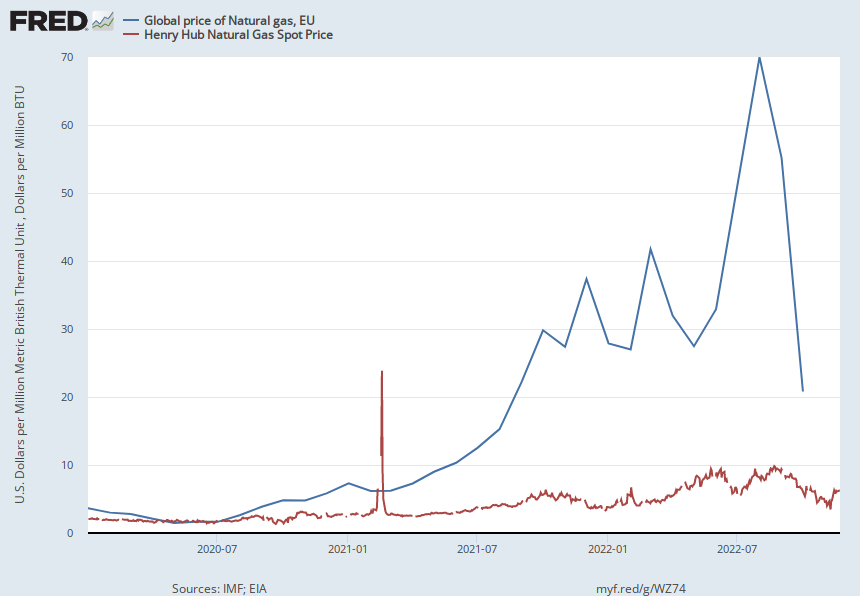 FRED
Global price of Natural gas, EU
Henry Hub Natural Gas Spot Price
U.S. Dollars per Million Metric British Thermal Unit , Dollars per Million BTU
70
60
50
40
30
20
10
0
2020-07
2021-01
2021-07
2022-01
2022-07
Sources: IMF; EIA
myf.red/g/WZ74